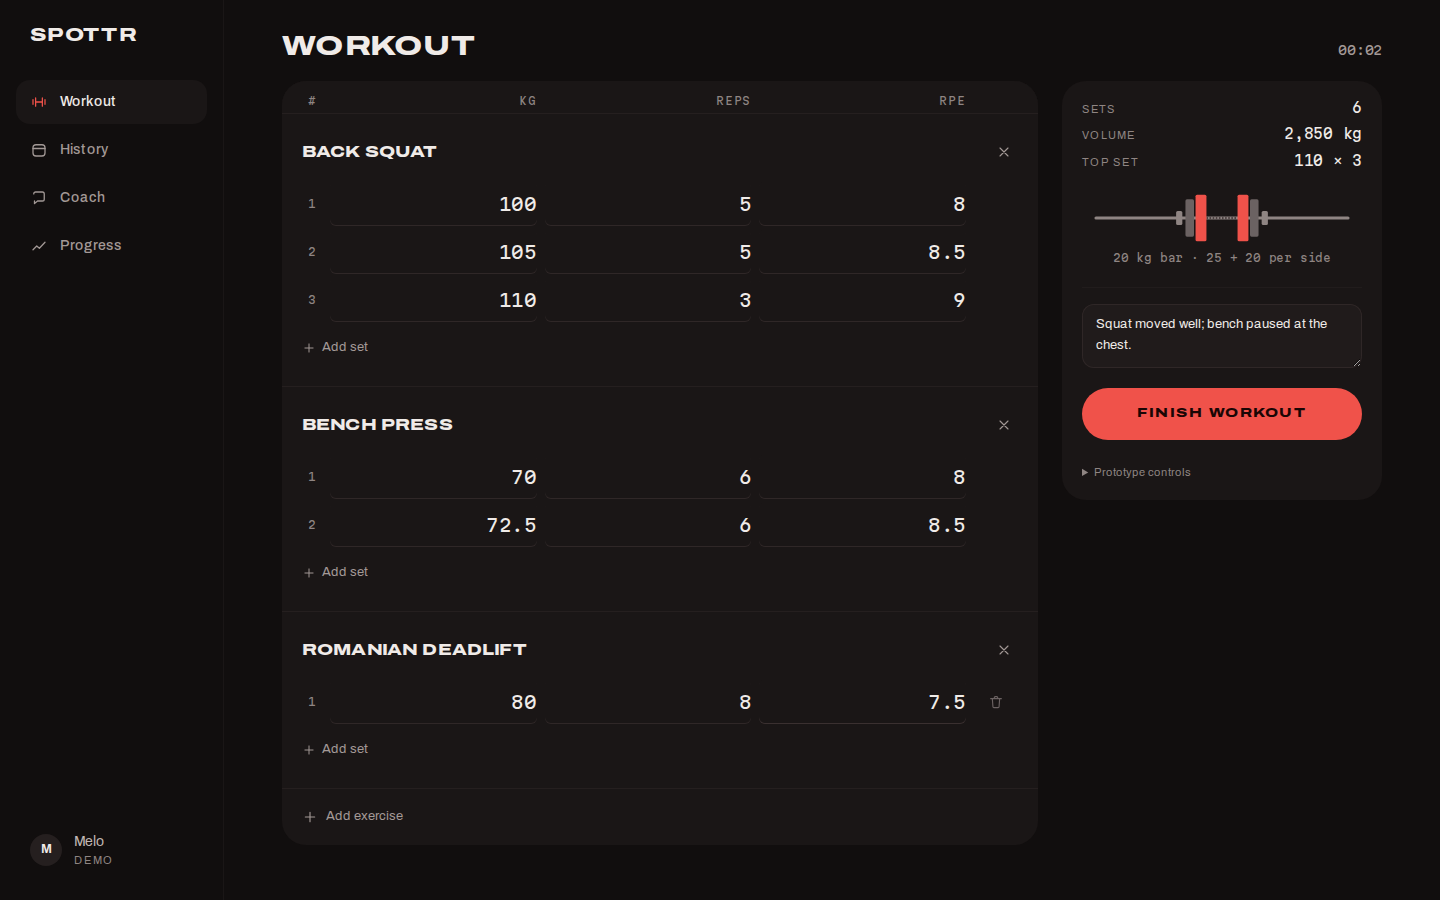 SPOTTR
Workout
History
Coach
Progress
M
Melo
DEMO
WORKOUT
00:02
# KG REPS RPE
BACK SQUAT
1 100 5 8
2 105 5 8.5
3 110 3 9
Add set
BENCH PRESS
1 70 6 8
2 72.5 6 8.5
Add set
ROMANIAN DEADLIFT
1 80 8 7.5
Add set
Add exercise
SETS 6
VOLUME 2,850 kg
TOP SET 110 × 3
20 kg bar · 25 + 20 per side
Squat moved well; bench paused at the
chest.
FINISH WORKOUT
Prototype controls